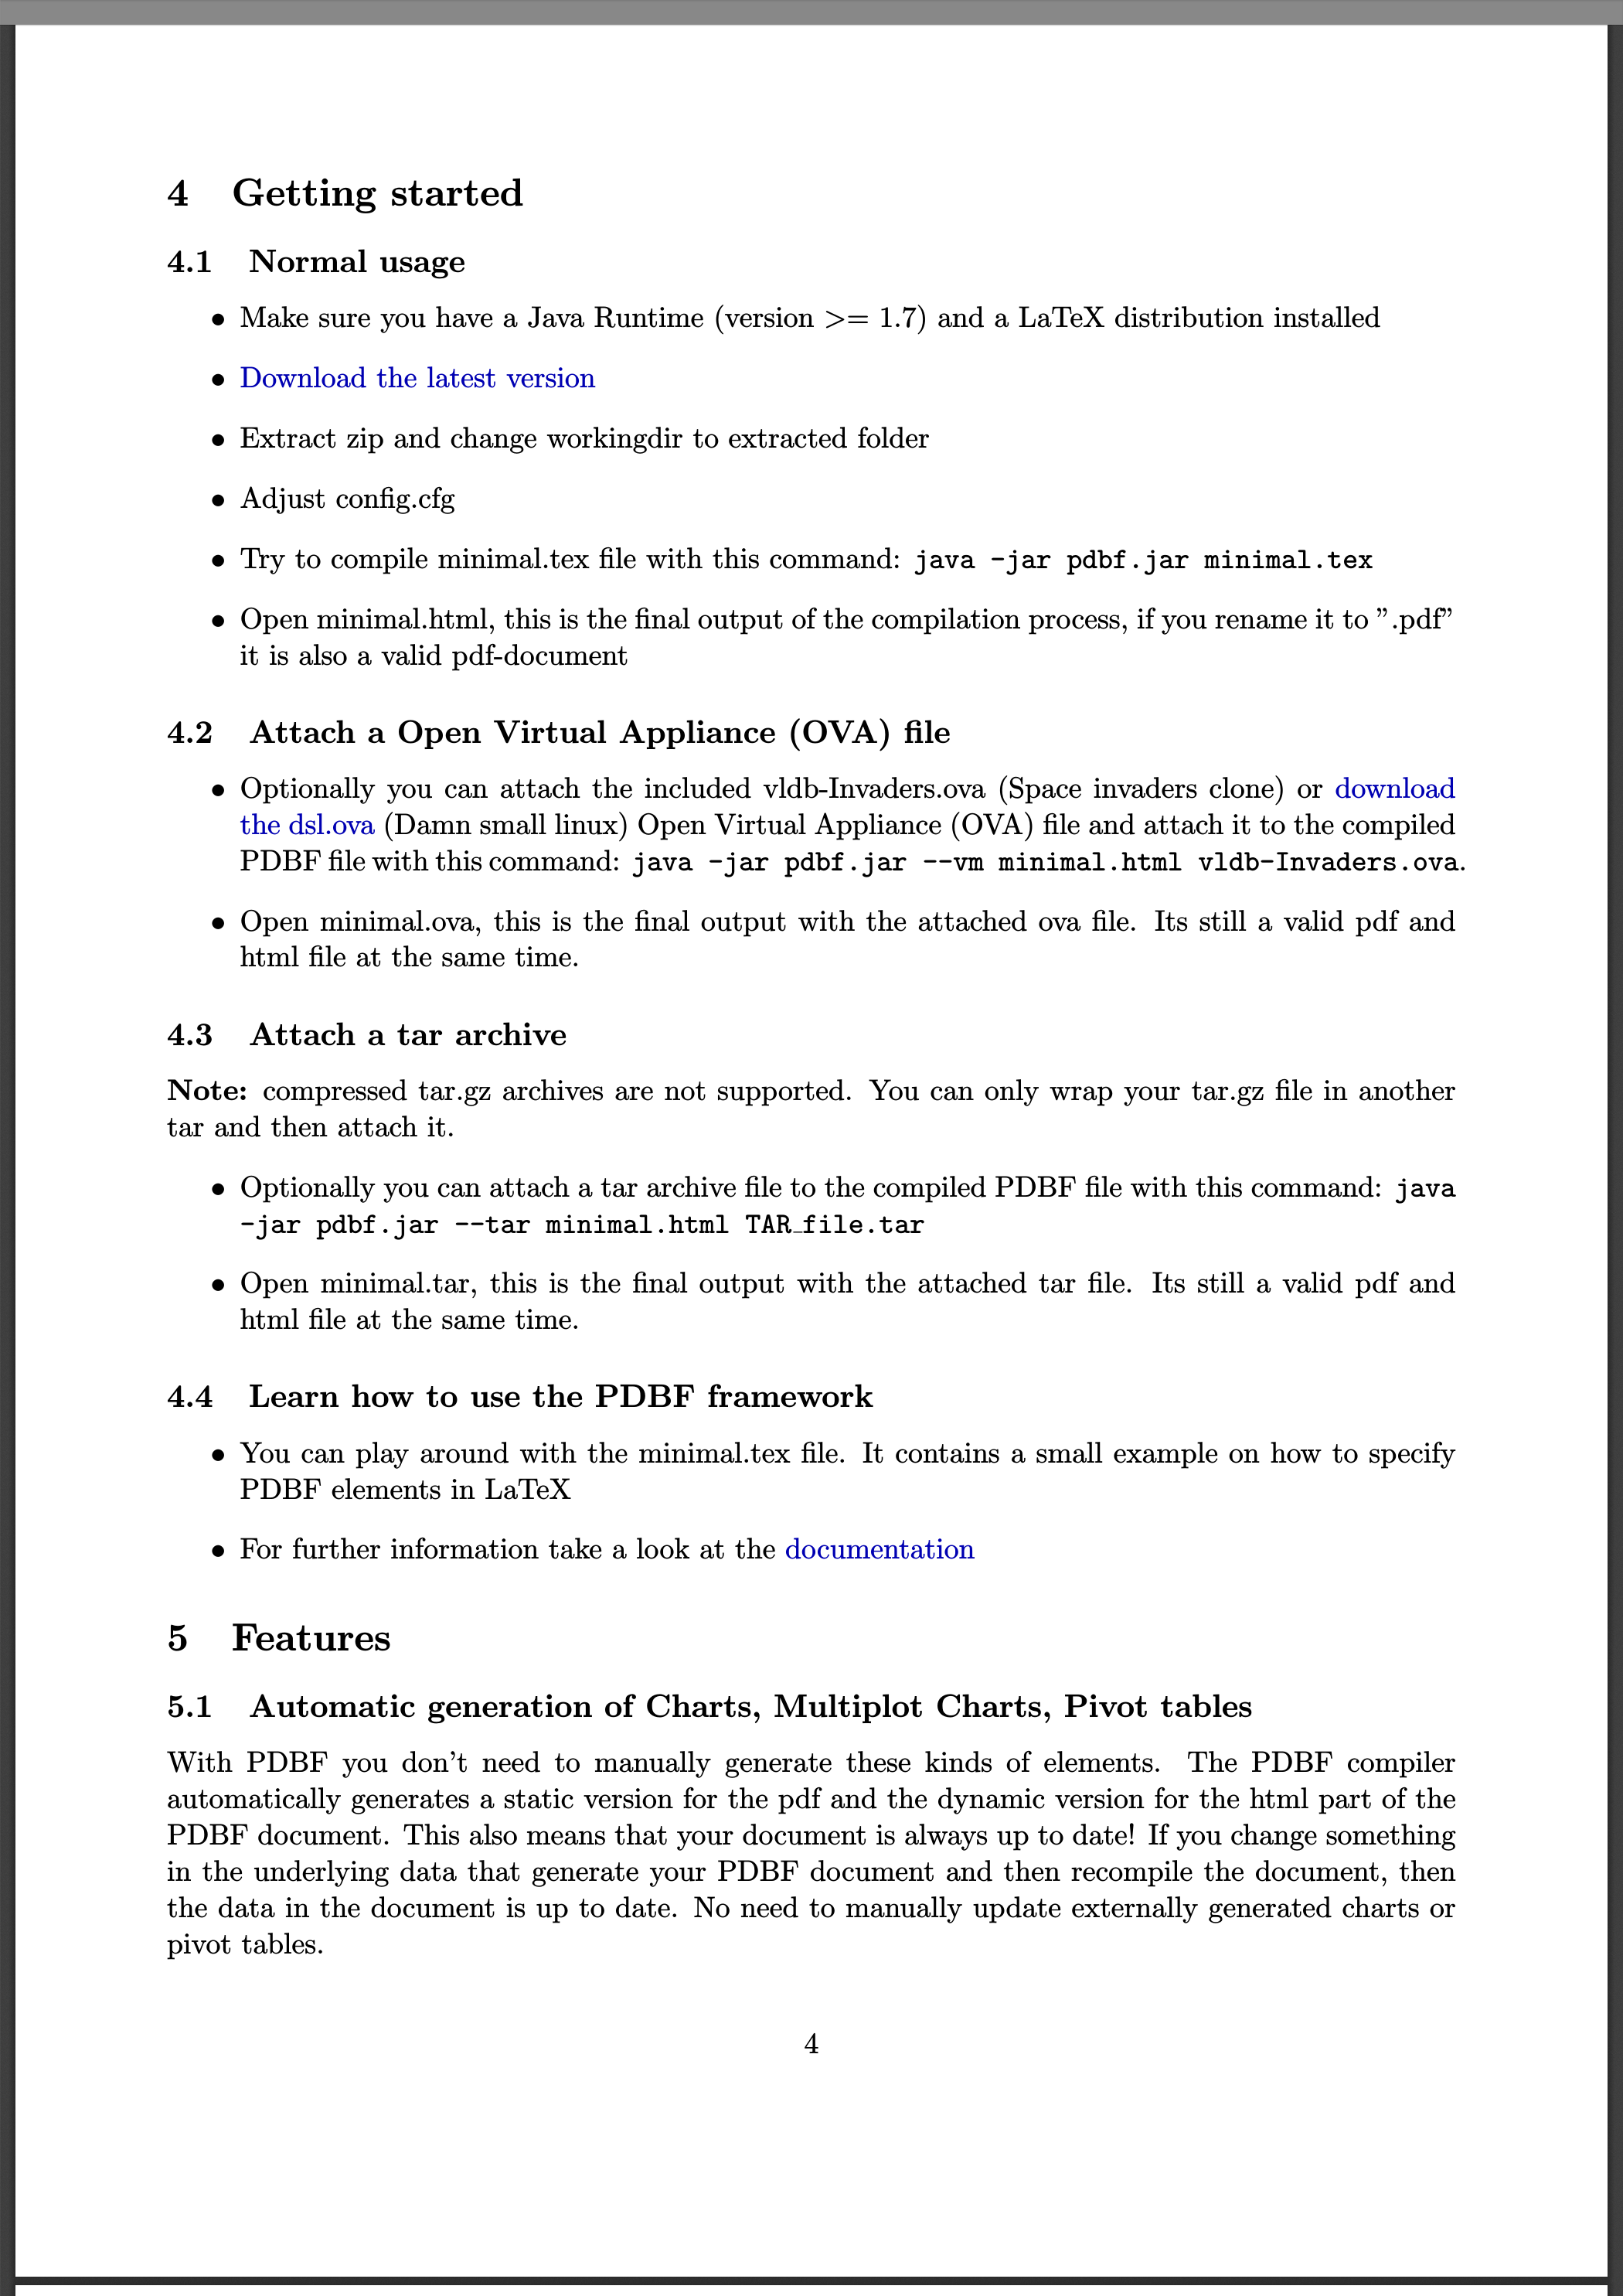 4 Getting started
4.1 Normal usage
• Make sure you have a Java Runtime (version >= 1.7) and a LaTeX distribution installed
• Download the latest version
• Extract zip and change workingdir to extracted folder
• Adjust config.cfg
• Try to compile minimal.tex file with this command: java -jar pdbf.jar minimal.tex
• Open minimal.html, this is the final output of the compilation process, if you rename it to ”.pdf”
it is also a valid pdf-document
4.2 Attach a Open Virtual Appliance (OVA) file
• Optionally you can attach the included vldb-Invaders.ova (Space invaders clone) or download
the dsl.ova (Damn small linux) Open Virtual Appliance (OVA) file and attach it to the compiled
PDBF file with this command: java -jar pdbf.jar --vm minimal.html vldb-Invaders.ova.
• Open minimal.ova, this is the final output with the attached ova file. Its still a valid pdf and
html file at the same time.
4.3 Attach a tar archive
Note: compressed tar.gz archives are not supported. You can only wrap your tar.gz file in another
tar and then attach it.
• Optionally you can attach a tar archive file to the compiled PDBF file with this command: java
-jar pdbf.jar --tar minimal.html TAR_file.tar
• Open minimal.tar, this is the final output with the attached tar file. Its still a valid pdf and
html file at the same time.
4.4 Learn how to use the PDBF framework
• You can play around with the minimal.tex file. It contains a small example on how to specify
PDBF elements in LaTeX
• For further information take a look at the documentation
5 Features
5.1 Automatic generation of Charts, Multiplot Charts, Pivot tables
With PDBF you don’t need to manually generate these kinds of elements. The PDBF compiler
automatically generates a static version for the pdf and the dynamic version for the html part of the
PDBF document. This also means that your document is always up to date! If you change something
in the underlying data that generate your PDBF document and then recompile the document, then
the data in the document is up to date. No need to manually update externally generated charts or
pivot tables.
4